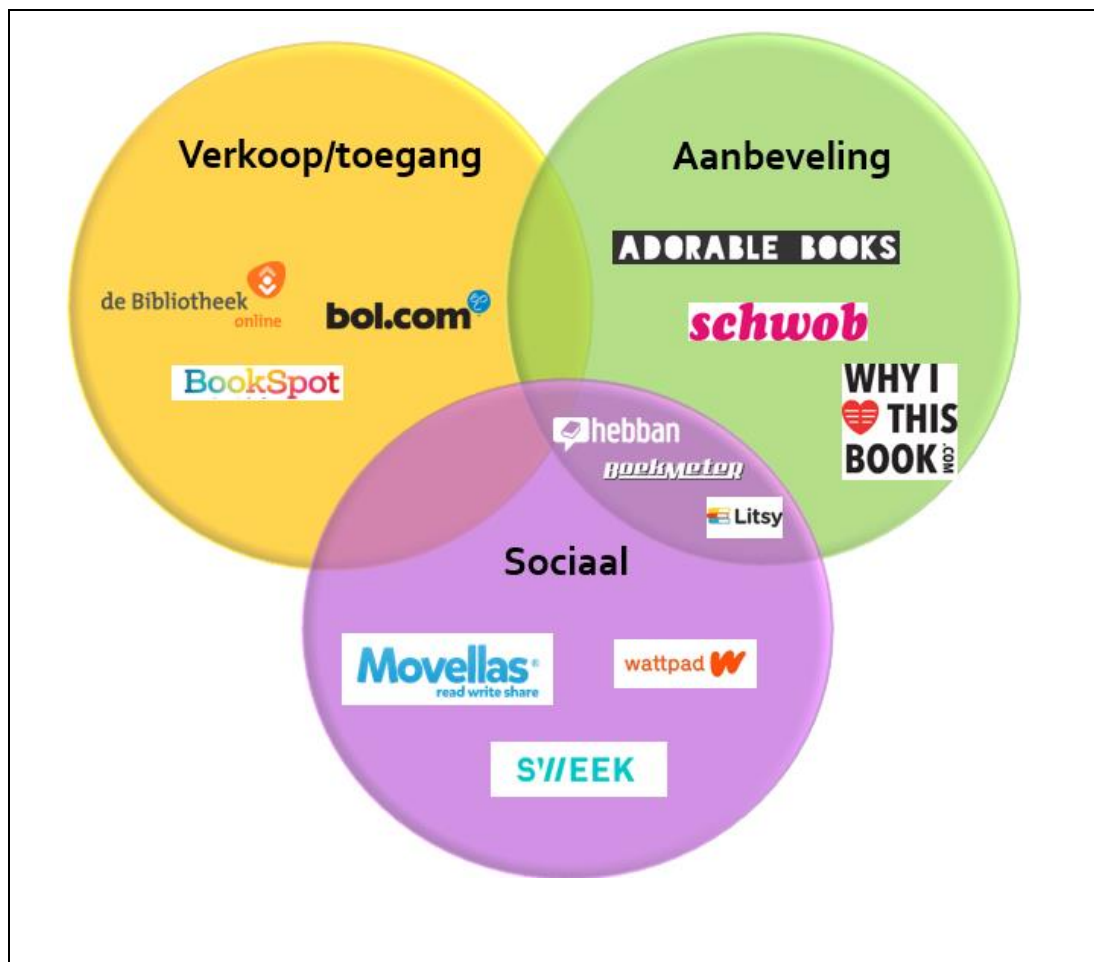 Verkoop/toegang
Aanbeveling
ADORABLE BOOKS
de Bibliotheek
online
bol.com
schwob
BookSpot
WHY I
THIS
BOOK
.COM
hebban
BoekMeter
Litsy
Sociaal
Movellas®
read write share
wattpad
SWEEK